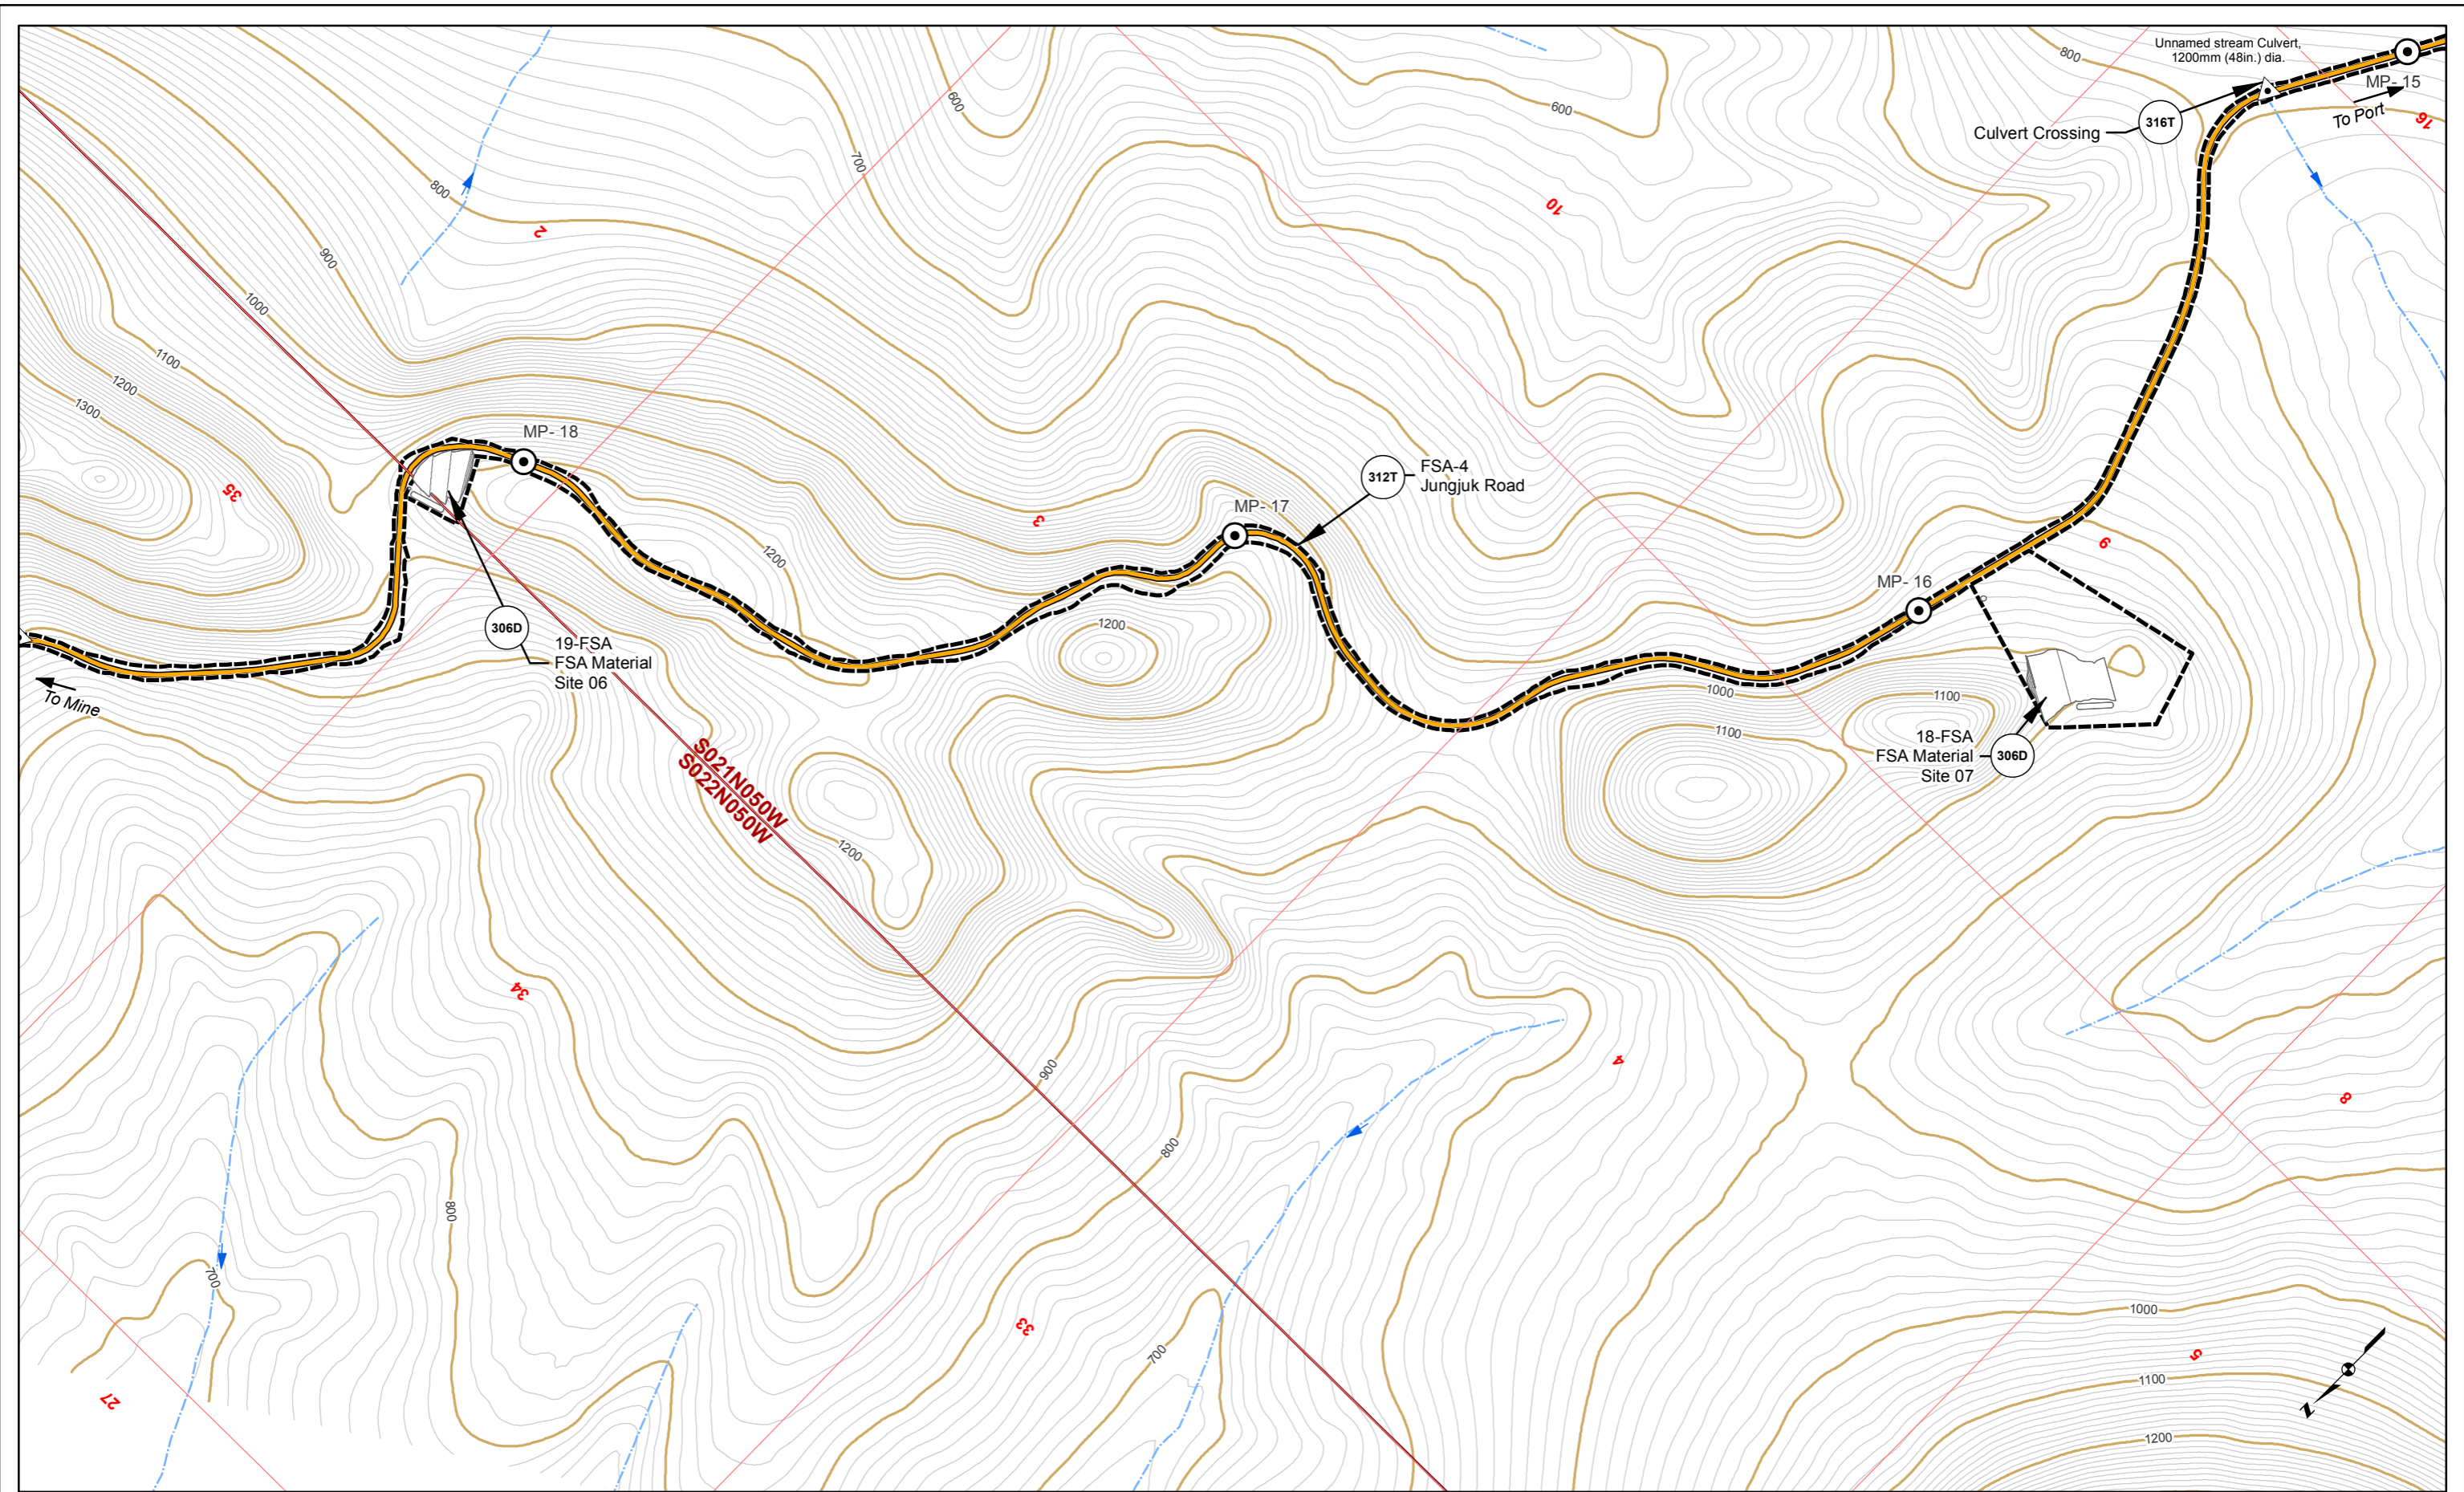 Unnamed stream Culvert,
1200mm (48in.) dia.
MP- 15
To Port
16
Culvert Crossing
316T
800
600
600
700
10
800
2
900
1000
1100
1200
1300
35
MP- 18
FSA-4
Jungjuk Road
312T
MP- 17
3
1200
9
MP- 16
1200
306D
19-FSA
FSA Material
Site 06
To Mine
1000
1100
1100
18-FSA
FSA Material
Site 07
306D
S021N050W
S022N050W
1200
34
900
4
8
800
800
700
33
700
1000
5
1100
27
1200
N